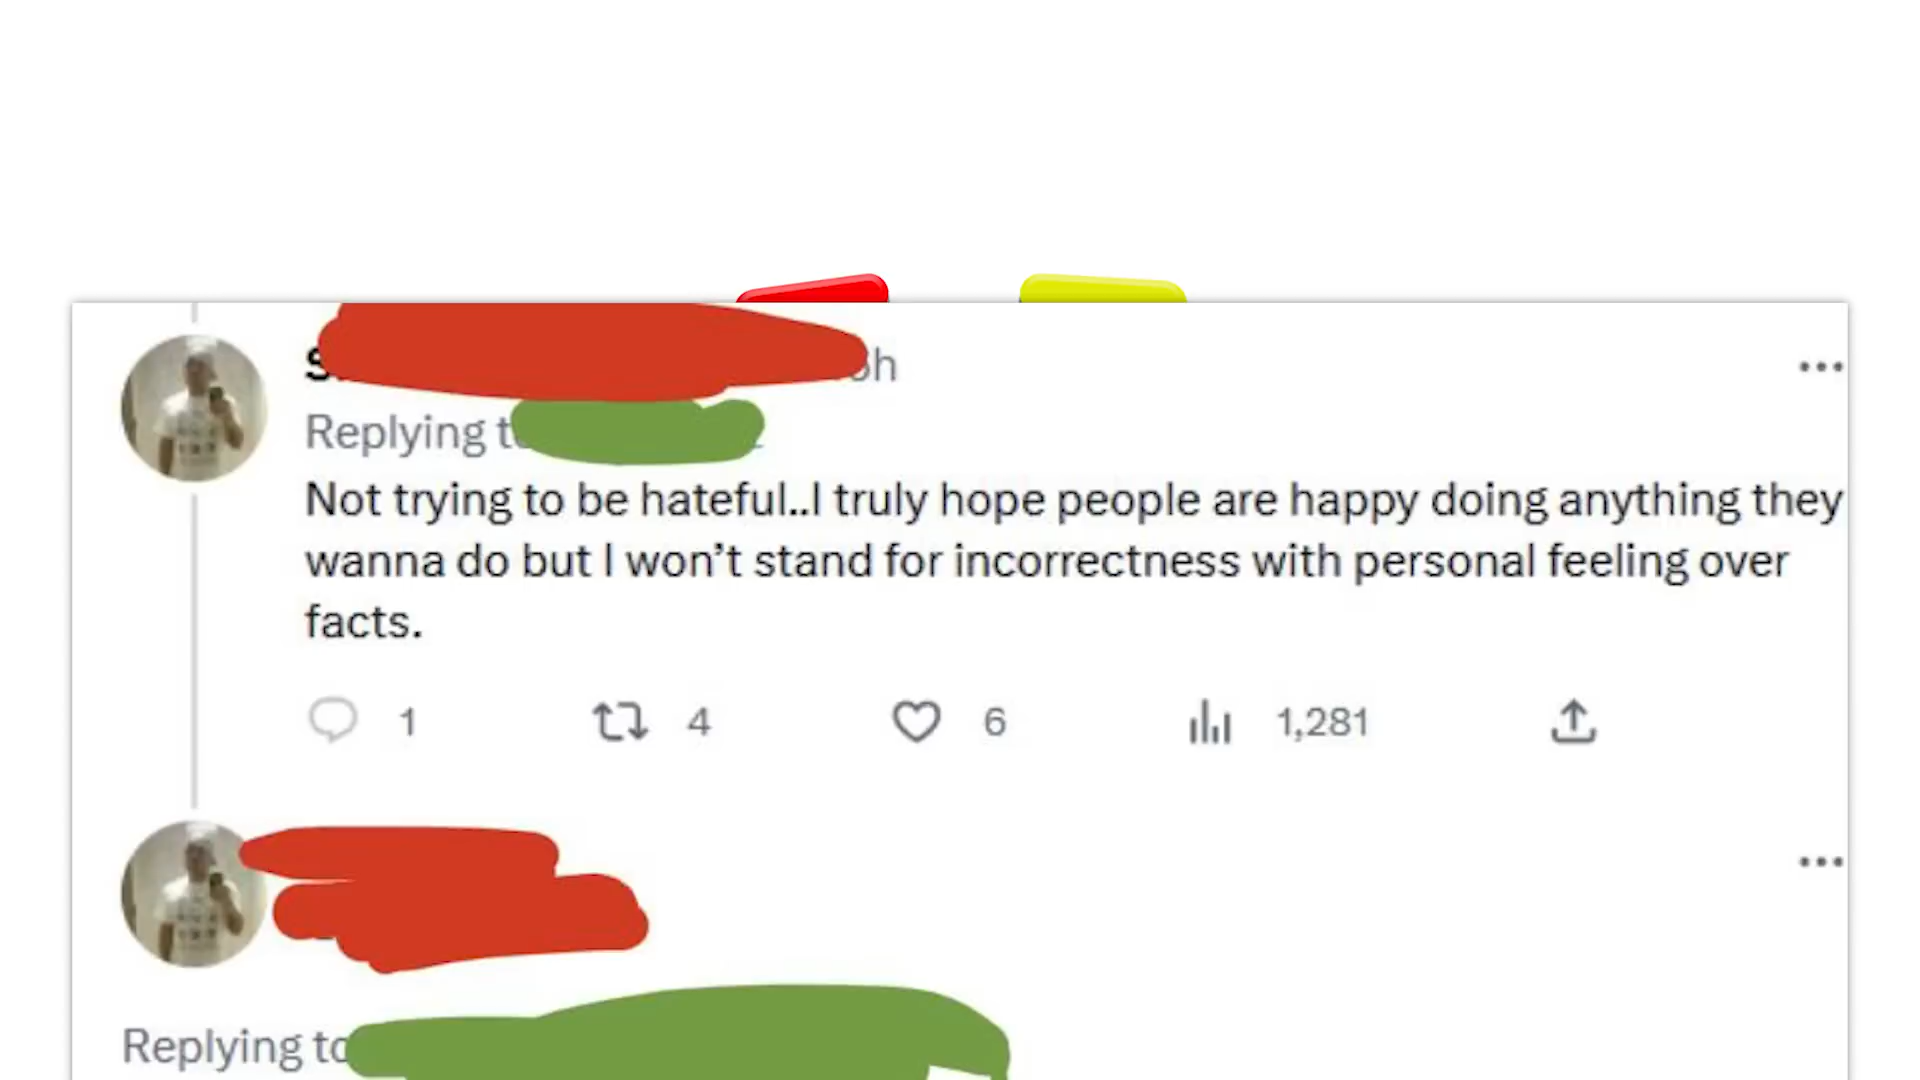 Replying
Not trying to be hateful..I truly hope people are happy doing anything they
wanna do but I won’t stand for incorrectness with personal feeling over
facts.
1 4 6 1,281
Replying to